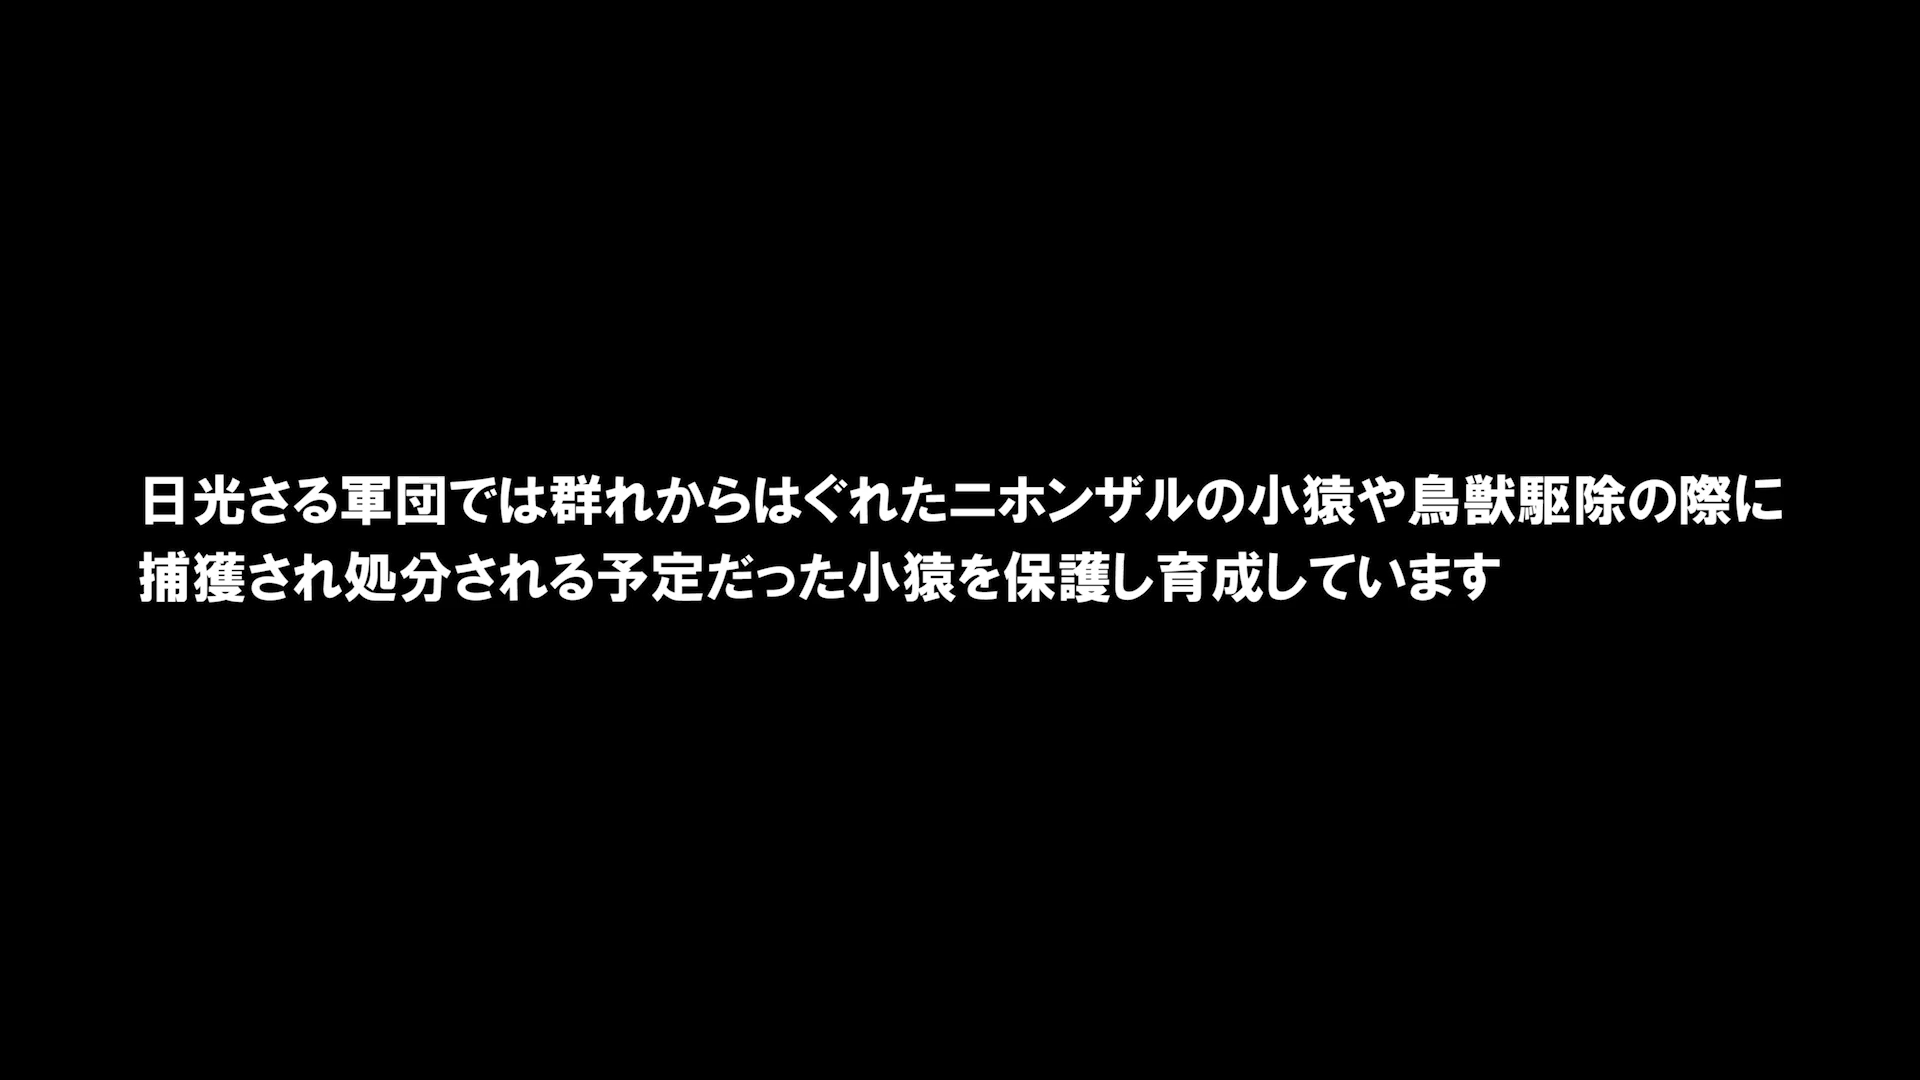 日光さる軍団では群れからはぐれたニホンザルの小猿や鳥獣駆除の際に
捕獲され処分される予定だった小猿を保護し育成しています